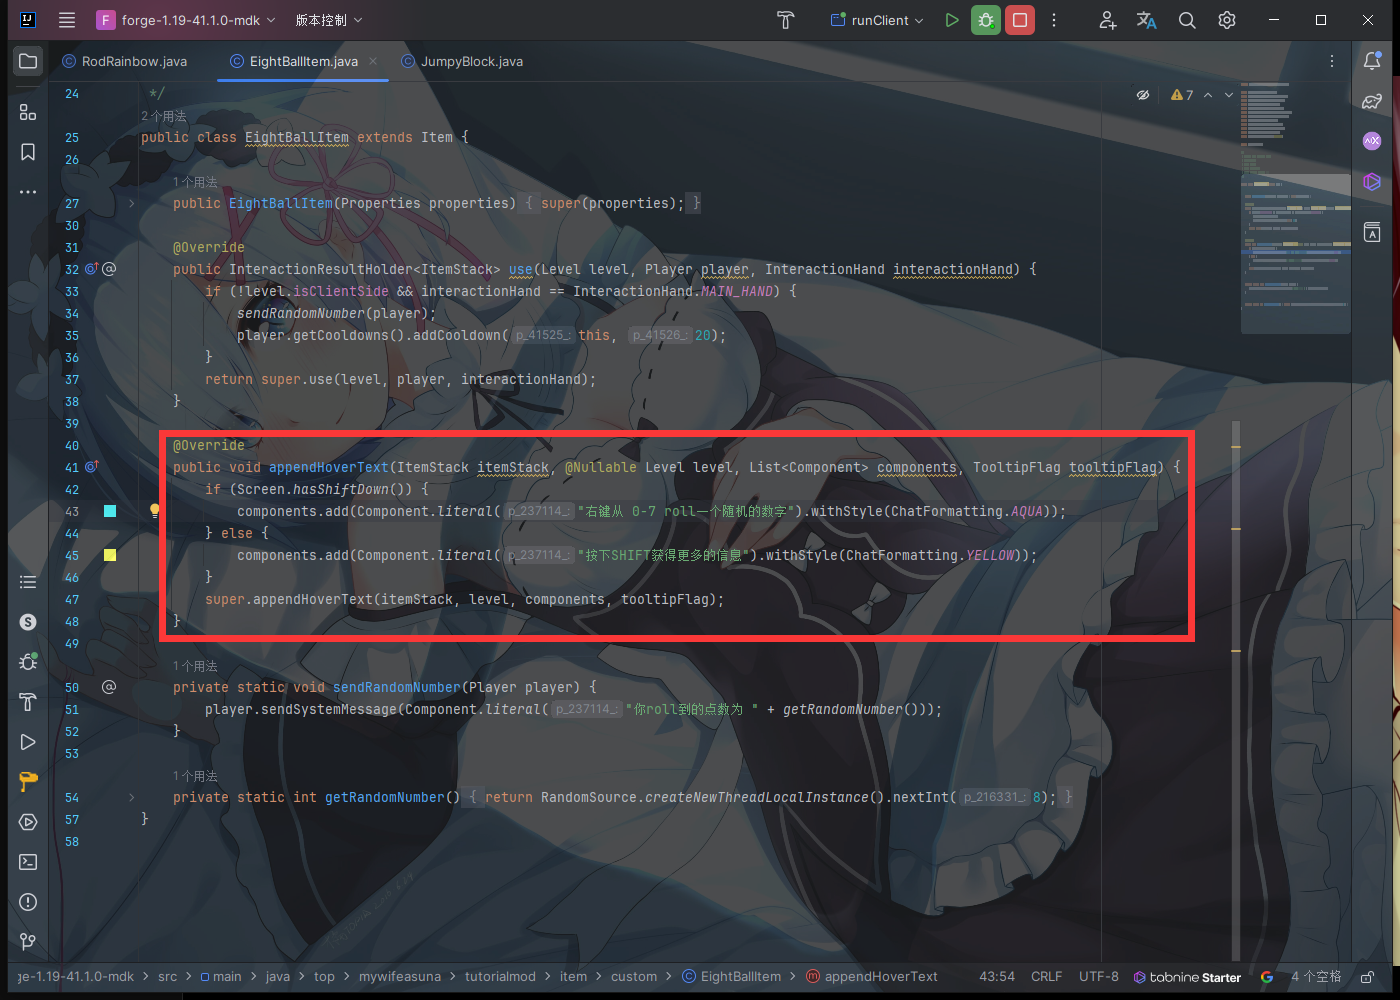 F forge-1.19-41.1.0-mdk 版本控制 runClient
RodRainbow.java EightBallItem.java JumpyBlock.java
24 */ 7
2个用法
25 public class EightBallItem extends Item {
26
1个用法
27 public EightBallItem(Properties properties) { super(properties); }
30
31 @Override
32 public InteractionResultHolder<ItemStack> use(Level level, Player player, InteractionHand interactionHand) {
33 if (!level.isClientSide && interactionHand == InteractionHand.MAIN_HAND) {
34 sendRandomNumber(player);
35 player.getCooldowns().addCooldown( p_41525_: this, p_41526_: 20);
36 }
37 return super.use(level, player, interactionHand);
38 }
39
40 @Override
41 public void appendHoverText(ItemStack itemStack, @Nullable Level level, List<Component> components, TooltipFlag tooltipFlag) {
42 if (Screen.hasShiftDown()) {
43 components.add(Component.literal( p_237114_: "右键从 0-7 roll一个随机的数字").withStyle(ChatFormatting.AQUA));
44 } else {
45 components.add(Component.literal( p_237114_: "按下SHIFT获得更多的信息").withStyle(ChatFormatting.YELLOW));
46 }
47 super.appendHoverText(itemStack, level, components, tooltipFlag);
48 }
49
1个用法
50 private static void sendRandomNumber(Player player) {
51 player.sendSystemMessage(Component.literal( p_237114_: "你roll到的点数为 " + getRandomNumber()));
52 }
53
1个用法
54 private static int getRandomNumber() { return RandomSource.createNewThreadLocalInstance().nextInt( p_216331_: 8); }
57 }
58
ge-1.19-41.1.0-mdk > src > main > java > top > mywifeasuna > tutorialmod > item > custom > EightBallItem > appendHoverText 43:54 CRLF UTF-8 tabnine Starter 4 个空格